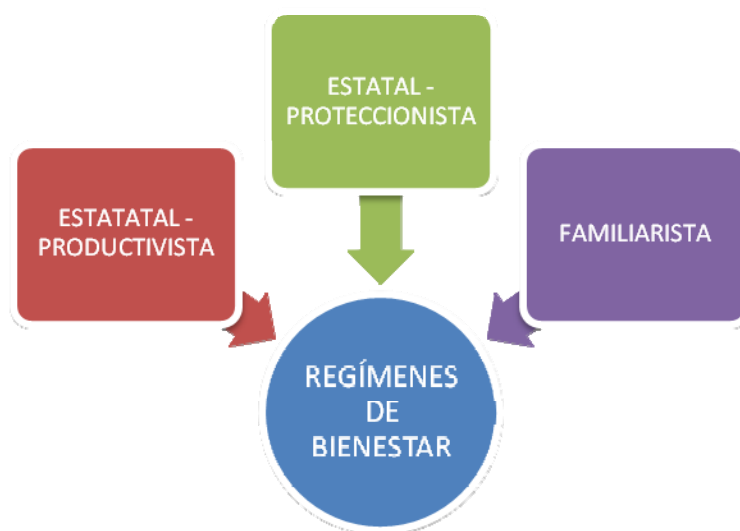 ESTATAL -
PROTECCIONISTA
ESTATATAL -
PRODUCTIVISTA
FAMILIARISTA
REGÍMENES
DE
BIENESTAR